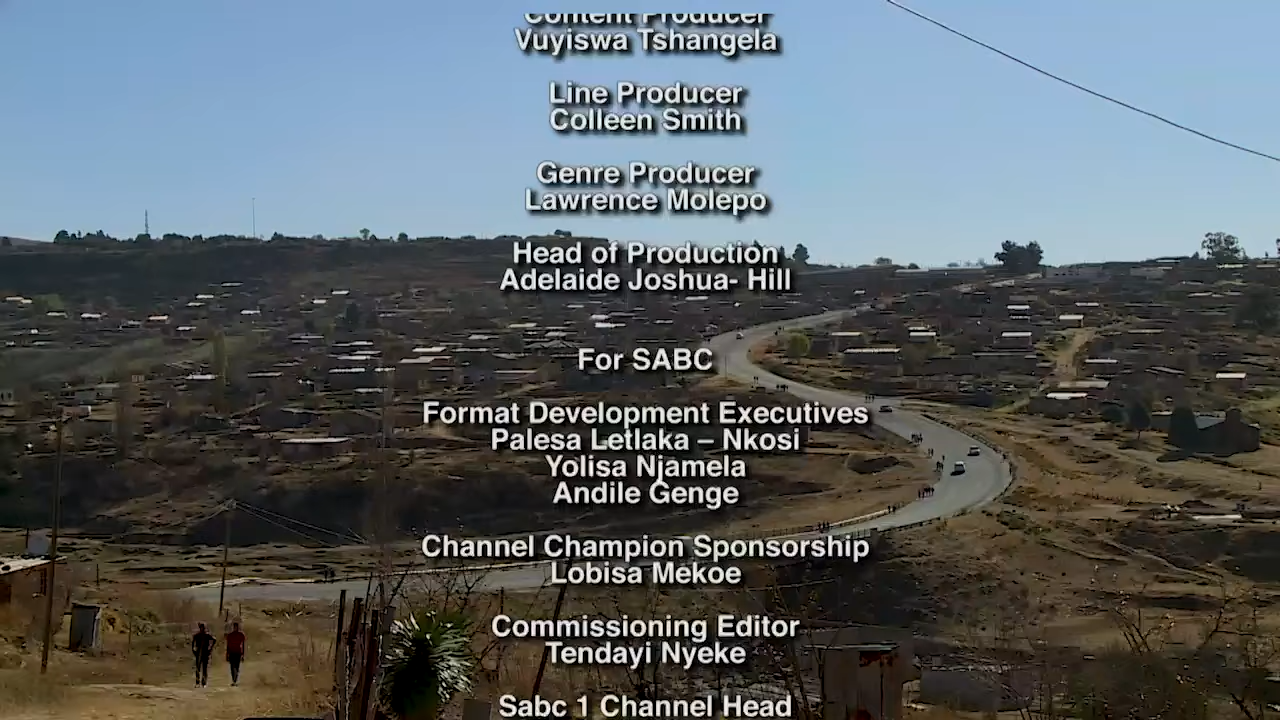 Content Producer
Vuyiswa Tshangela
Line Producer
Colleen Smith
Genre Producer
Lawrence Molepo
Head of Production
Adelaide Joshua- Hill
For SABC
Format Development Executives
Palesa Letlaka – Nkosi
Yolisa Njamela
Andile Genge
Channel Champion Sponsorship
Lobisa Mekoe
Commissioning Editor
Tendayi Nyeke
Sabc 1 Channel Head